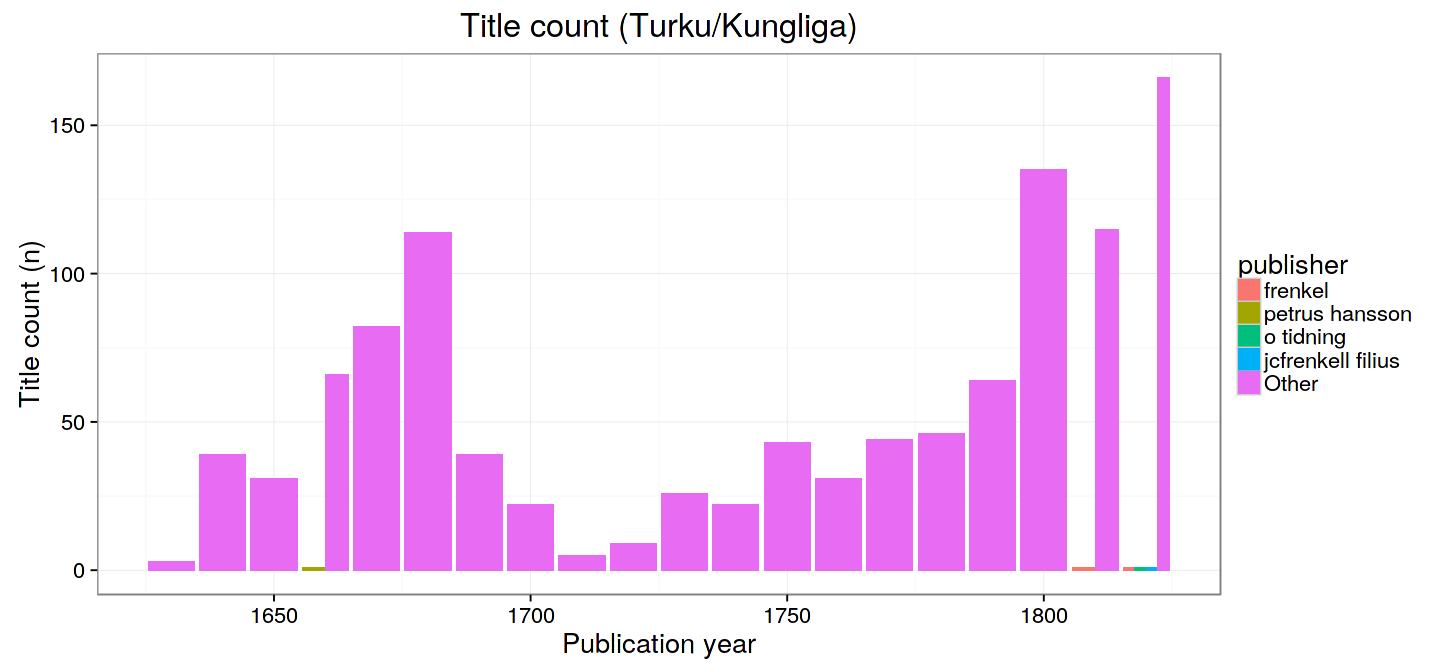 Title count (Turku/Kungliga)
Title count (n)
150
100
50
0
1650
1700
1750
1800
Publication year
publisher
frenkel
petrus hansson
o tidning
jcfrenkell filius
Other